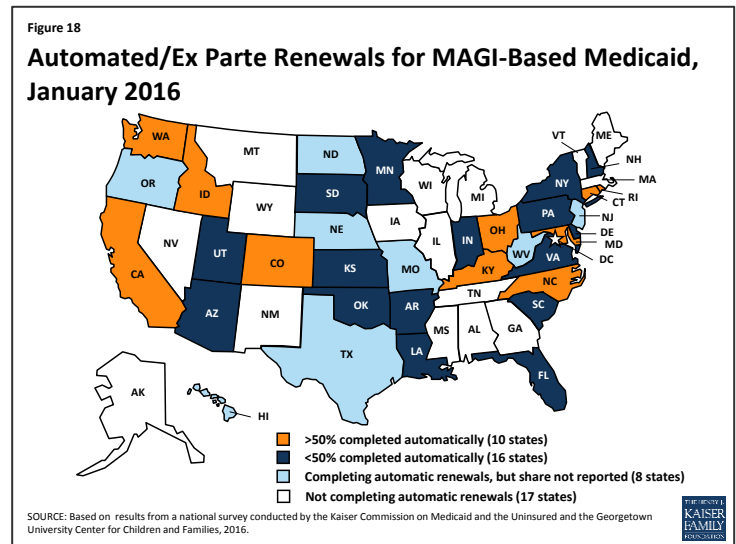 Figure 18
Automated/Ex Parte Renewals for MAGI-Based Medicaid,
January 2016
WA
MT
ND
MN
VT
ME
NH
OR
ID
SD
WI
MI
NY
MA
WY
RI
CT
IA
PA
NJ
NE
OH
DE
NV
UT
IL
IN
MD
WV
VA
DC
CO
CA
KS
MO
KY
NC
TN
OK
AZ
NM
AR
SC
MS
AL
GA
TX
LA
FL
AK
HI
>50% completed automatically (10 states)
<50% completed automatically (16 states)
Completing automatic renewals, but share not reported (8 states)
Not completing automatic renewals (17 states)
SOURCE: Based on results from a national survey conducted by the Kaiser Commission on Medicaid and the Uninsured and the Georgetown
University Center for Children and Families, 2016.
THE HENRY J.
KAISER
FAMILY
FOUNDATION